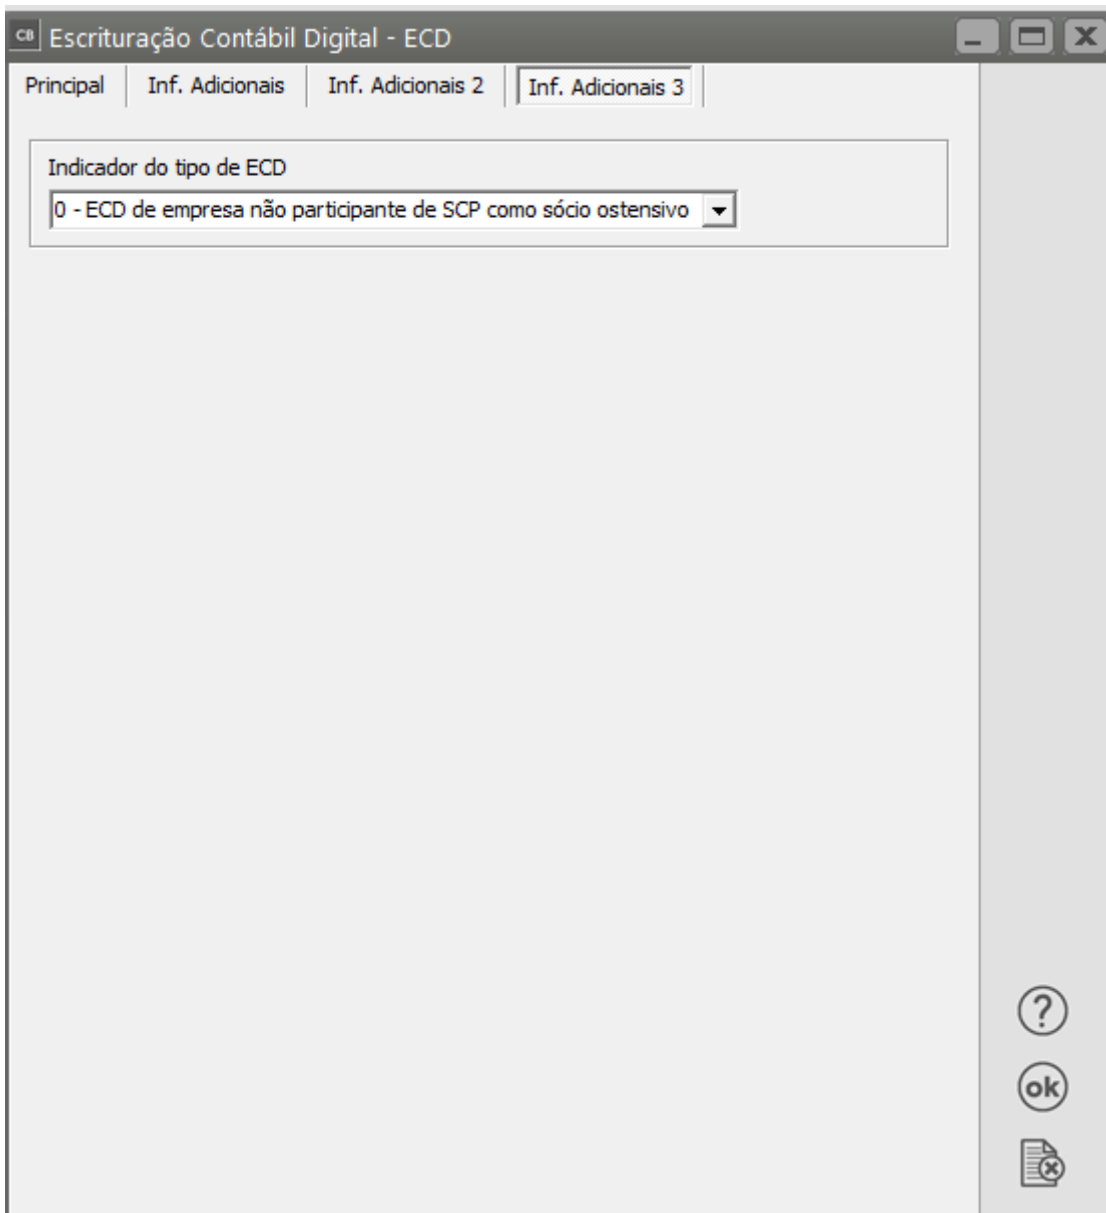 CB Escrituração Contábil Digital - ECD
Principal Inf. Adicionais Inf. Adicionais 2 Inf. Adicionais 3
Indicador do tipo de ECD
0 - ECD de empresa não participante de SCP como sócio ostensivo
?
ok